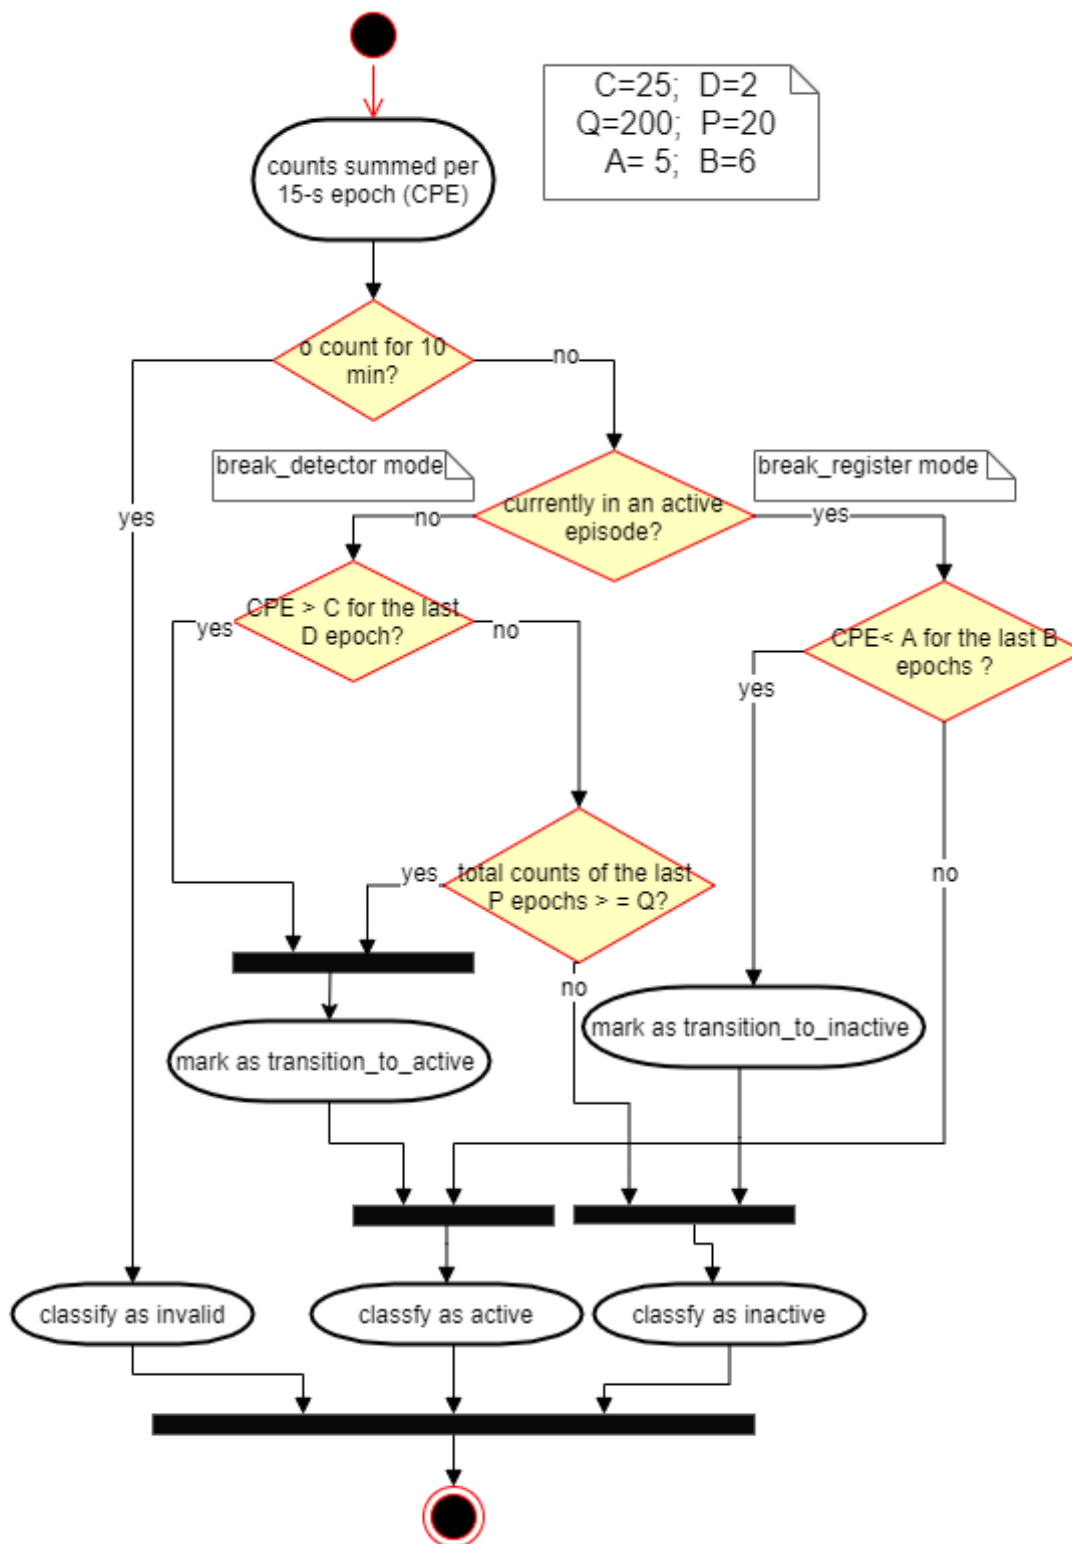 C=25;  D=2
Q=200;  P=20
A= 5;  B=6
counts summed per
15-s epoch (CPE)
o count for 10
min?
no
yes
break_detector mode
break_register mode
currently in an active
episode?
no
yes
CPE > C for the last
D epoch?
yes
no
CPE< A for the last B
epochs ?
yes
no
total counts of the last
P epochs > = Q?
yes
no
mark as transition_to_inactive
mark as transition_to_active
classify as invalid
classfy as active
classfy as inactive